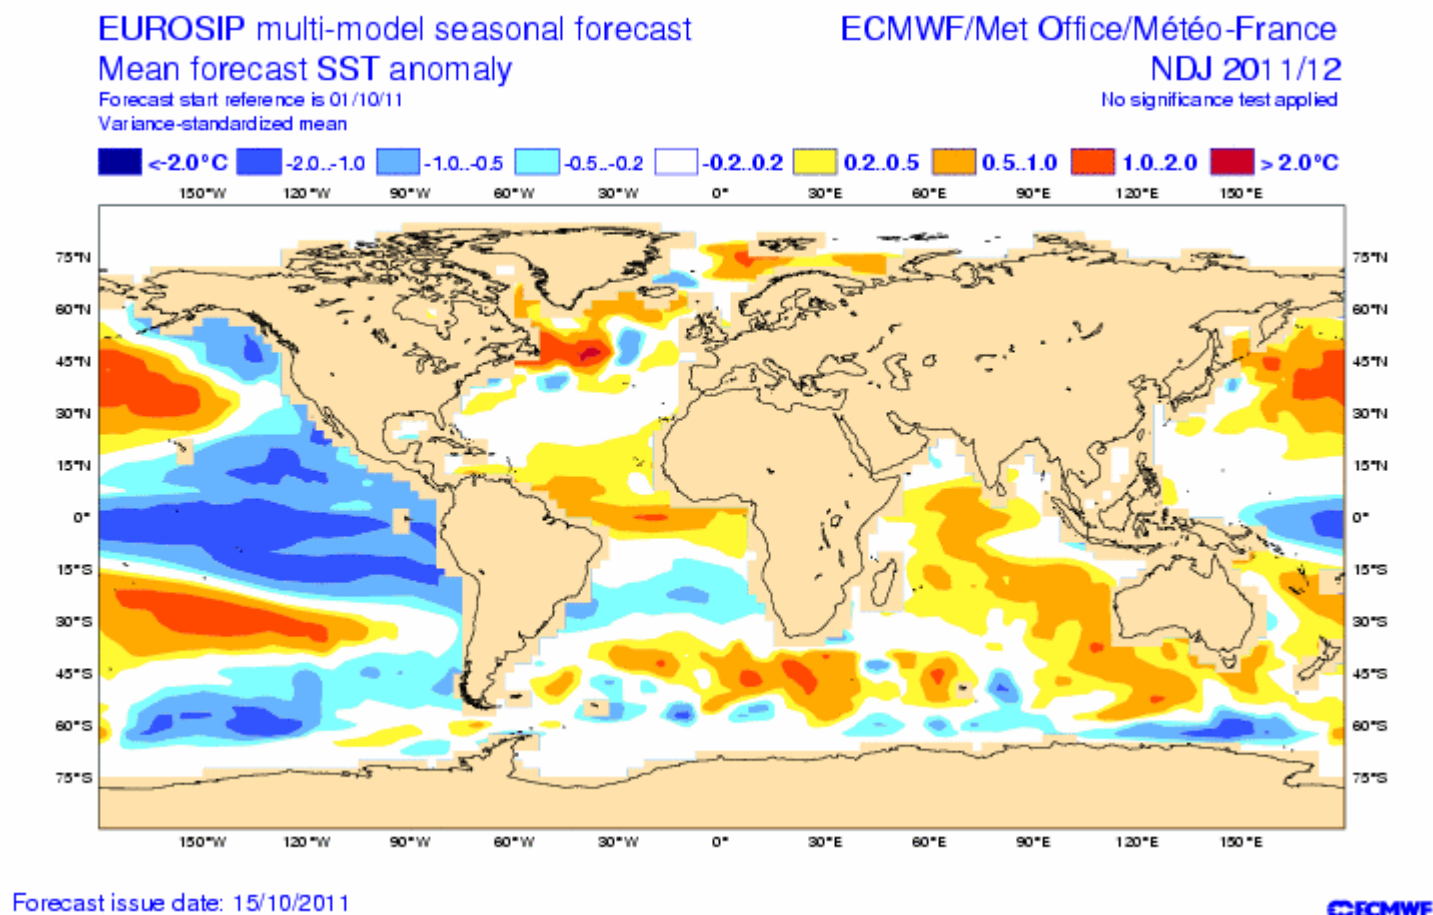 EUROSIP multi-model seasonal forecast
ECMWF/Met Office/Météo-France
Mean forecast SST anomaly
NDJ 2011/12
Forecast start reference is 01/10/11
No significance test applied
Variance-standardized mean
<-2.0°C -2.0..-1.0 -1.0..-0.5 -0.5..-0.2 -0.2..0.2 0.2..0.5 0.5..1.0 1.0..2.0 > 2.0°C
150°W 120°W 90°W 60°W 30°W 0° 30°E 60°E 90°E 120°E 150°E
75°N 75°N
60°N 60°N
45°N 45°N
30°N 30°N
15°N 15°N
0° 0°
15°S 15°S
30°S 30°S
45°S 45°S
60°S 60°S
75°S 75°S
150°W 120°W 90°W 60°W 30°W 0° 30°E 60°E 90°E 120°E 150°E
Forecast issue date: 15/10/2011
ECMWF